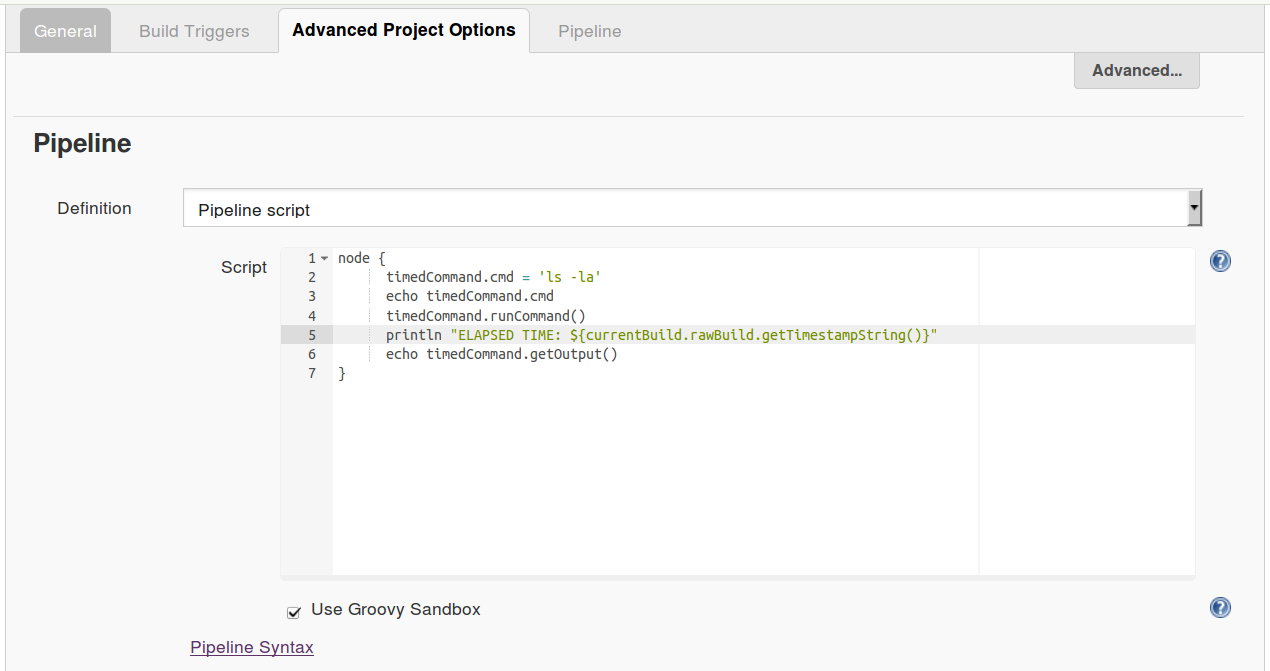 General Build Triggers Advanced Project Options Pipeline
Advanced...
Pipeline
Definition Pipeline script
Script
1 node {
2 timedCommand.cmd = 'ls -la'
3 echo timedCommand.cmd
4 timedCommand.runCommand()
5 println "ELAPSED TIME: ${currentBuild.rawBuild.getTimestampString()}"
6 echo timedCommand.getOutput()
7 }
Use Groovy Sandbox
Pipeline Syntax